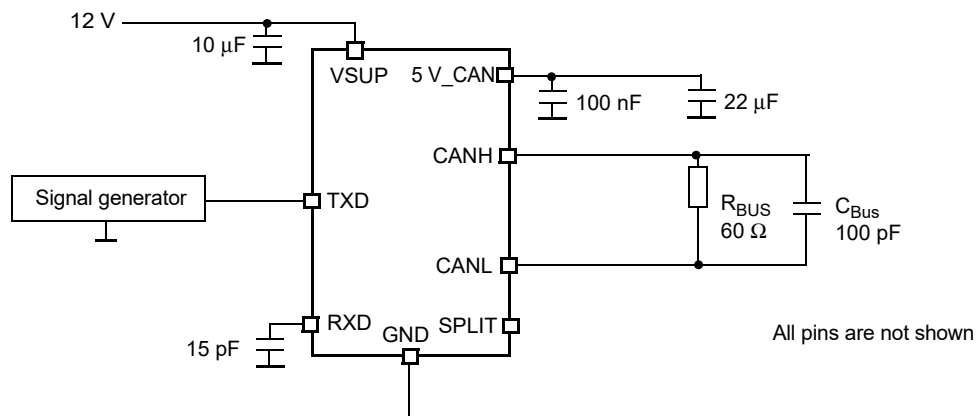 12 V
10 μF
VSUP
5 V_CAN
100 nF
22 μF
CANH
Signal generator
TXD
R_BUS
60 Ω
C_Bus
100 pF
CANL
RXD
GND
SPLIT
15 pF
All pins are not shown